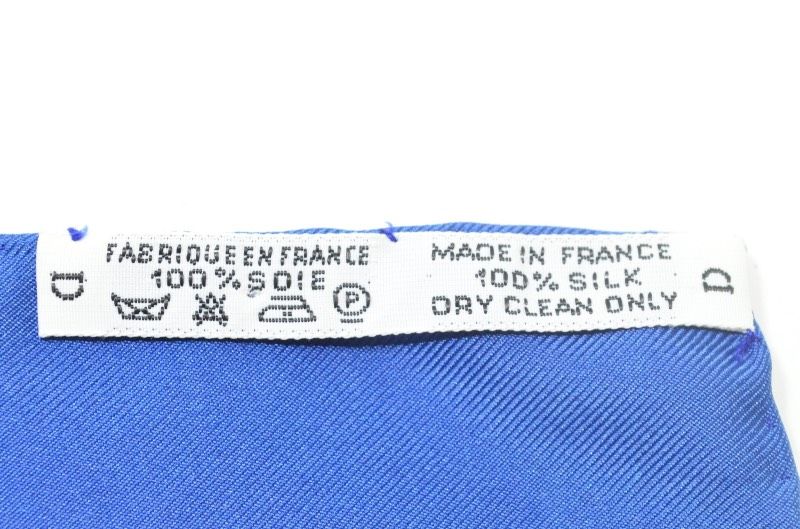 D
FABRIQUE EN FRANCE
100% SOIE
P
MADE IN FRANCE
100% SILK
DRY CLEAN ONLY
D